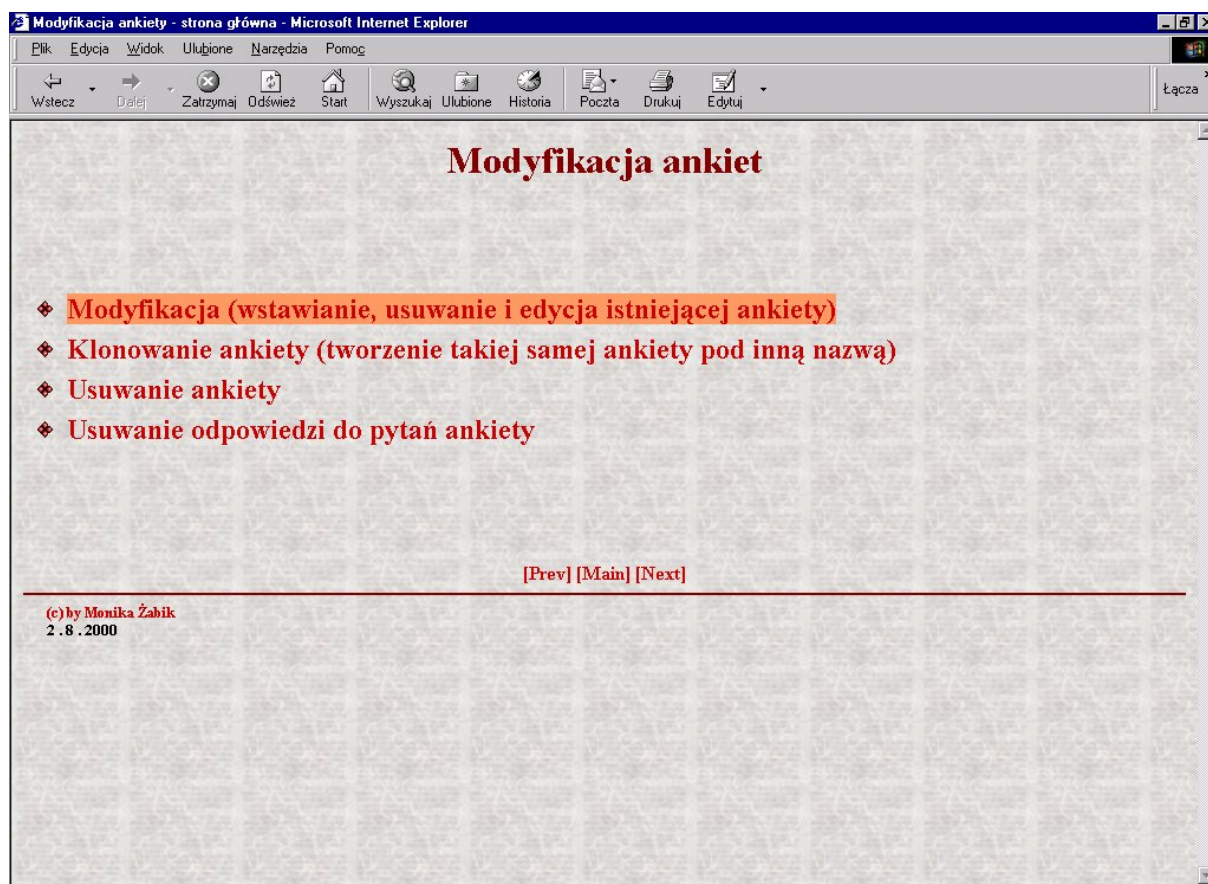 Modyfikacja ankiety - strona główna - Microsoft Internet Explorer
Plik Edycja Widok Ulubione Narzędzia Pomoc
Wstecz Dalej Zatrzymaj Odśwież Start Wyszukaj Ulubione Historia Poczta Drukuj Edytuj Łącza
Modyfikacja ankiet
Modyfikacja (wstawianie, usuwanie i edycja istniejącej ankiety)
Klonowanie ankiety (tworzenie takiej samej ankiety pod inną nazwą)
Usuwanie ankiety
Usuwanie odpowiedzi do pytań ankiety
[Prev] [Main] [Next]
(c) by Monika Żabik
2 . 8 . 2000